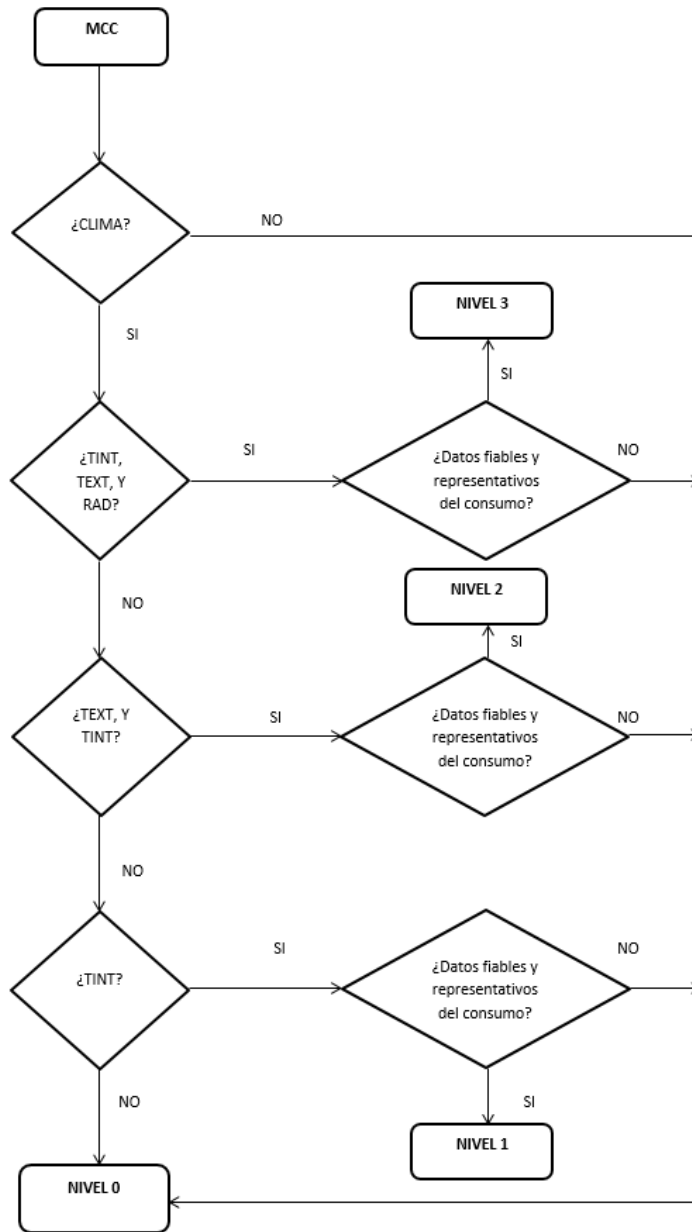 MCC
¿CLIMA?
NO
NIVEL 3
SI
SI
¿TINT,
TEXT, Y
RAD?
SI
¿Datos fiables y
representativos
del consumo?
NO
NO
NIVEL 2
SI
¿TEXT, Y
TINT?
SI
¿Datos fiables y
representativos
del consumo?
NO
NO
¿TINT?
SI
¿Datos fiables y
representativos
del consumo?
NO
NO
SI
NIVEL 1
NIVEL 0